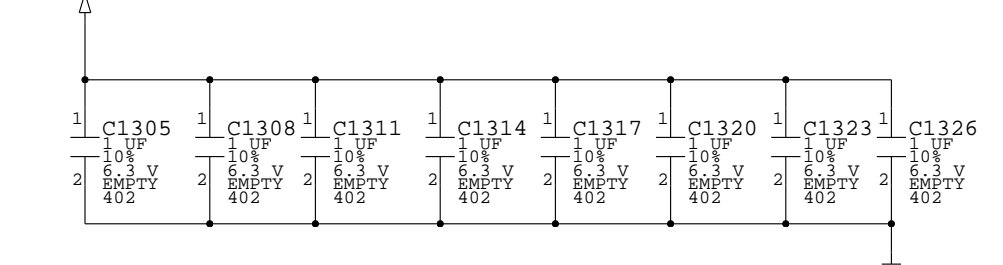 1 C1305 1 UF 10% 6.3 V EMPTY 402 2
1 C1308 1 UF 10% 6.3 V EMPTY 402 2
1 C1311 1 UF 10% 6.3 V EMPTY 402 2
1 C1314 1 UF 10% 6.3 V EMPTY 402 2
1 C1317 1 UF 10% 6.3 V EMPTY 402 2
1 C1320 1 UF 10% 6.3 V EMPTY 402 2
1 C1323 1 UF 10% 6.3 V EMPTY 402 2
1 C1326 1 UF 10% 6.3 V EMPTY 402 2